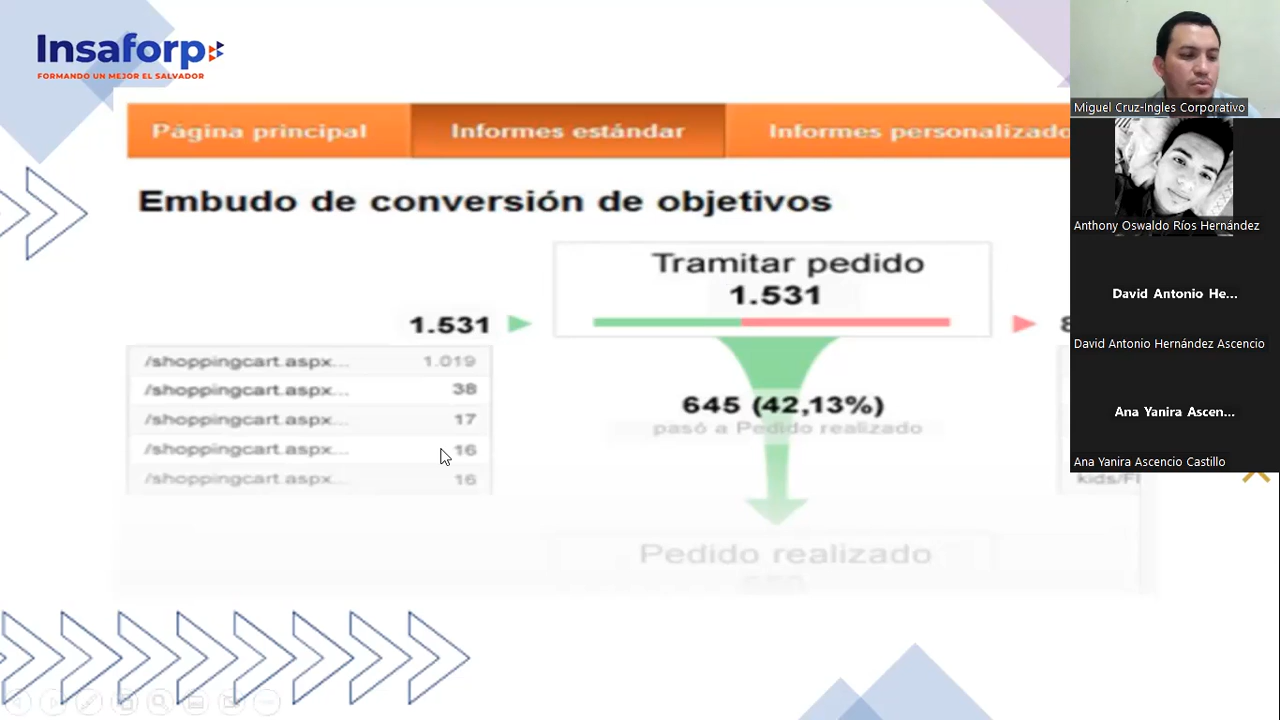 Insaforp
FORMANDO UN MEJOR EL SALVADOR
Página principal
Informes estándar
Informes personalizado
Embudo de conversión de objetivos
Tramitar pedido
1.531
1.531
8
/shoppingcart.aspx... 1.019
/shoppingcart.aspx... 38
/shoppingcart.aspx... 17
/shoppingcart.aspx... 16
/shoppingcart.aspx... 16
645 (42,13%)
pasó a Pedido realizado
kids/Fl
Pedido realizado
Miguel Cruz-Ingles Corporativo
Anthony Oswaldo Ríos Hernández
David Antonio He...
David Antonio Hernández Ascencio
Ana Yanira Ascen...
Ana Yanira Ascencio Castillo